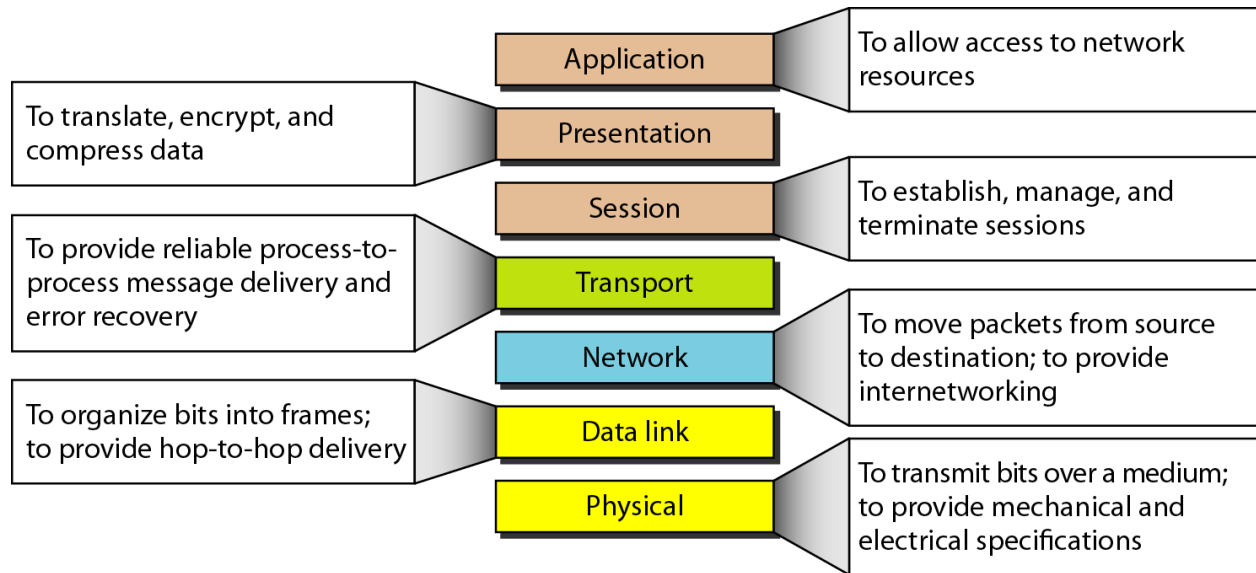 Application
To allow access to network
resources
To translate, encrypt, and
compress data
Presentation
Session
To establish, manage, and
terminate sessions
To provide reliable process-to-
process message delivery and
error recovery
Transport
Network
To move packets from source
to destination; to provide
internetworking
To organize bits into frames;
to provide hop-to-hop delivery
Data link
Physical
To transmit bits over a medium;
to provide mechanical and
electrical specifications